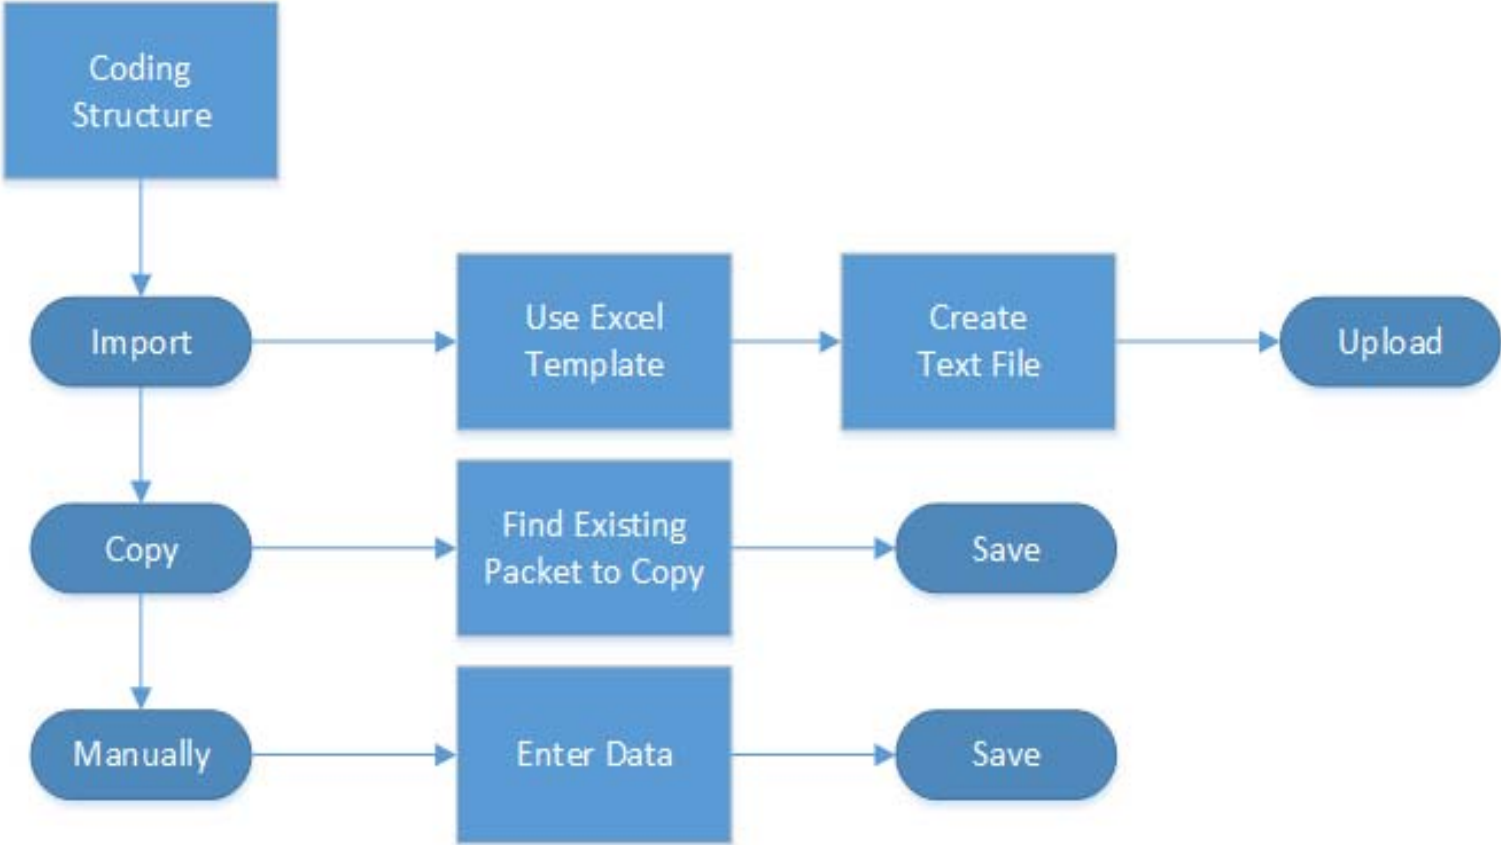 Coding
Structure
Import
Use Excel
Template
Create
Text File
Upload
Copy
Find Existing
Packet to Copy
Save
Manually
Enter Data
Save